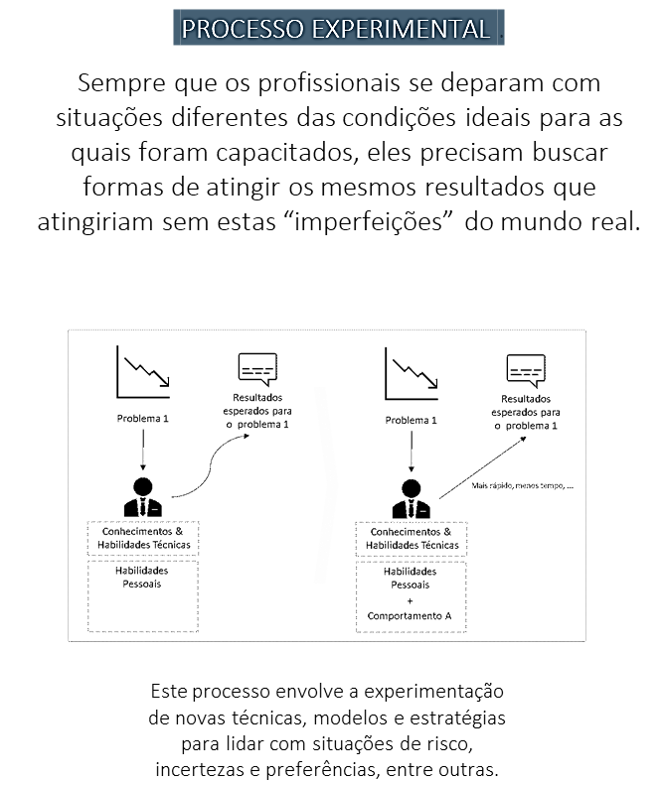 PROCESSO EXPERIMENTAL .
Sempre que os profissionais se deparam com
situações diferentes das condições ideais para as
quais foram capacitados, eles precisam buscar
formas de atingir os mesmos resultados que
atingiriam sem estas “imperfeições” do mundo real.
Problema 1
Resultados
esperados para
o problema 1
Conhecimentos &
Habilidades Técnicas
Habilidades
Pessoais
Problema 1
Resultados
esperados para
o problema 1
Mais rápido, menos tempo, ...
Conhecimentos &
Habilidades Técnicas
Habilidades
Pessoais
+
Comportamento A
Este processo envolve a experimentação
de novas técnicas, modelos e estratégias
para lidar com situações de risco,
incertezas e preferências, entre outras.